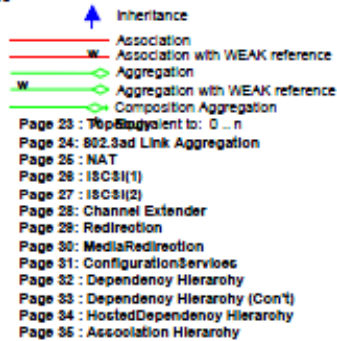 Inheritance
Association
w Association with WEAK reference
Aggregation
w Aggregation with WEAK reference
Composition Aggregation
Page 23 : Topology
Equivalent to: 0 .. n
Page 24: 802.3ad Link Aggregation
Page 25 : NAT
Page 26 : ISCSI(1)
Page 27 : ISCSI(2)
Page 28: Channel Extender
Page 29: Redirection
Page 30: MediaRedirection
Page 31: ConfigurationServices
Page 32 : Dependency Hierarchy
Page 33 : Dependency Hierarchy (Con't)
Page 34 : HostedDependency Hierarchy
Page 35 : Association Hierarchy